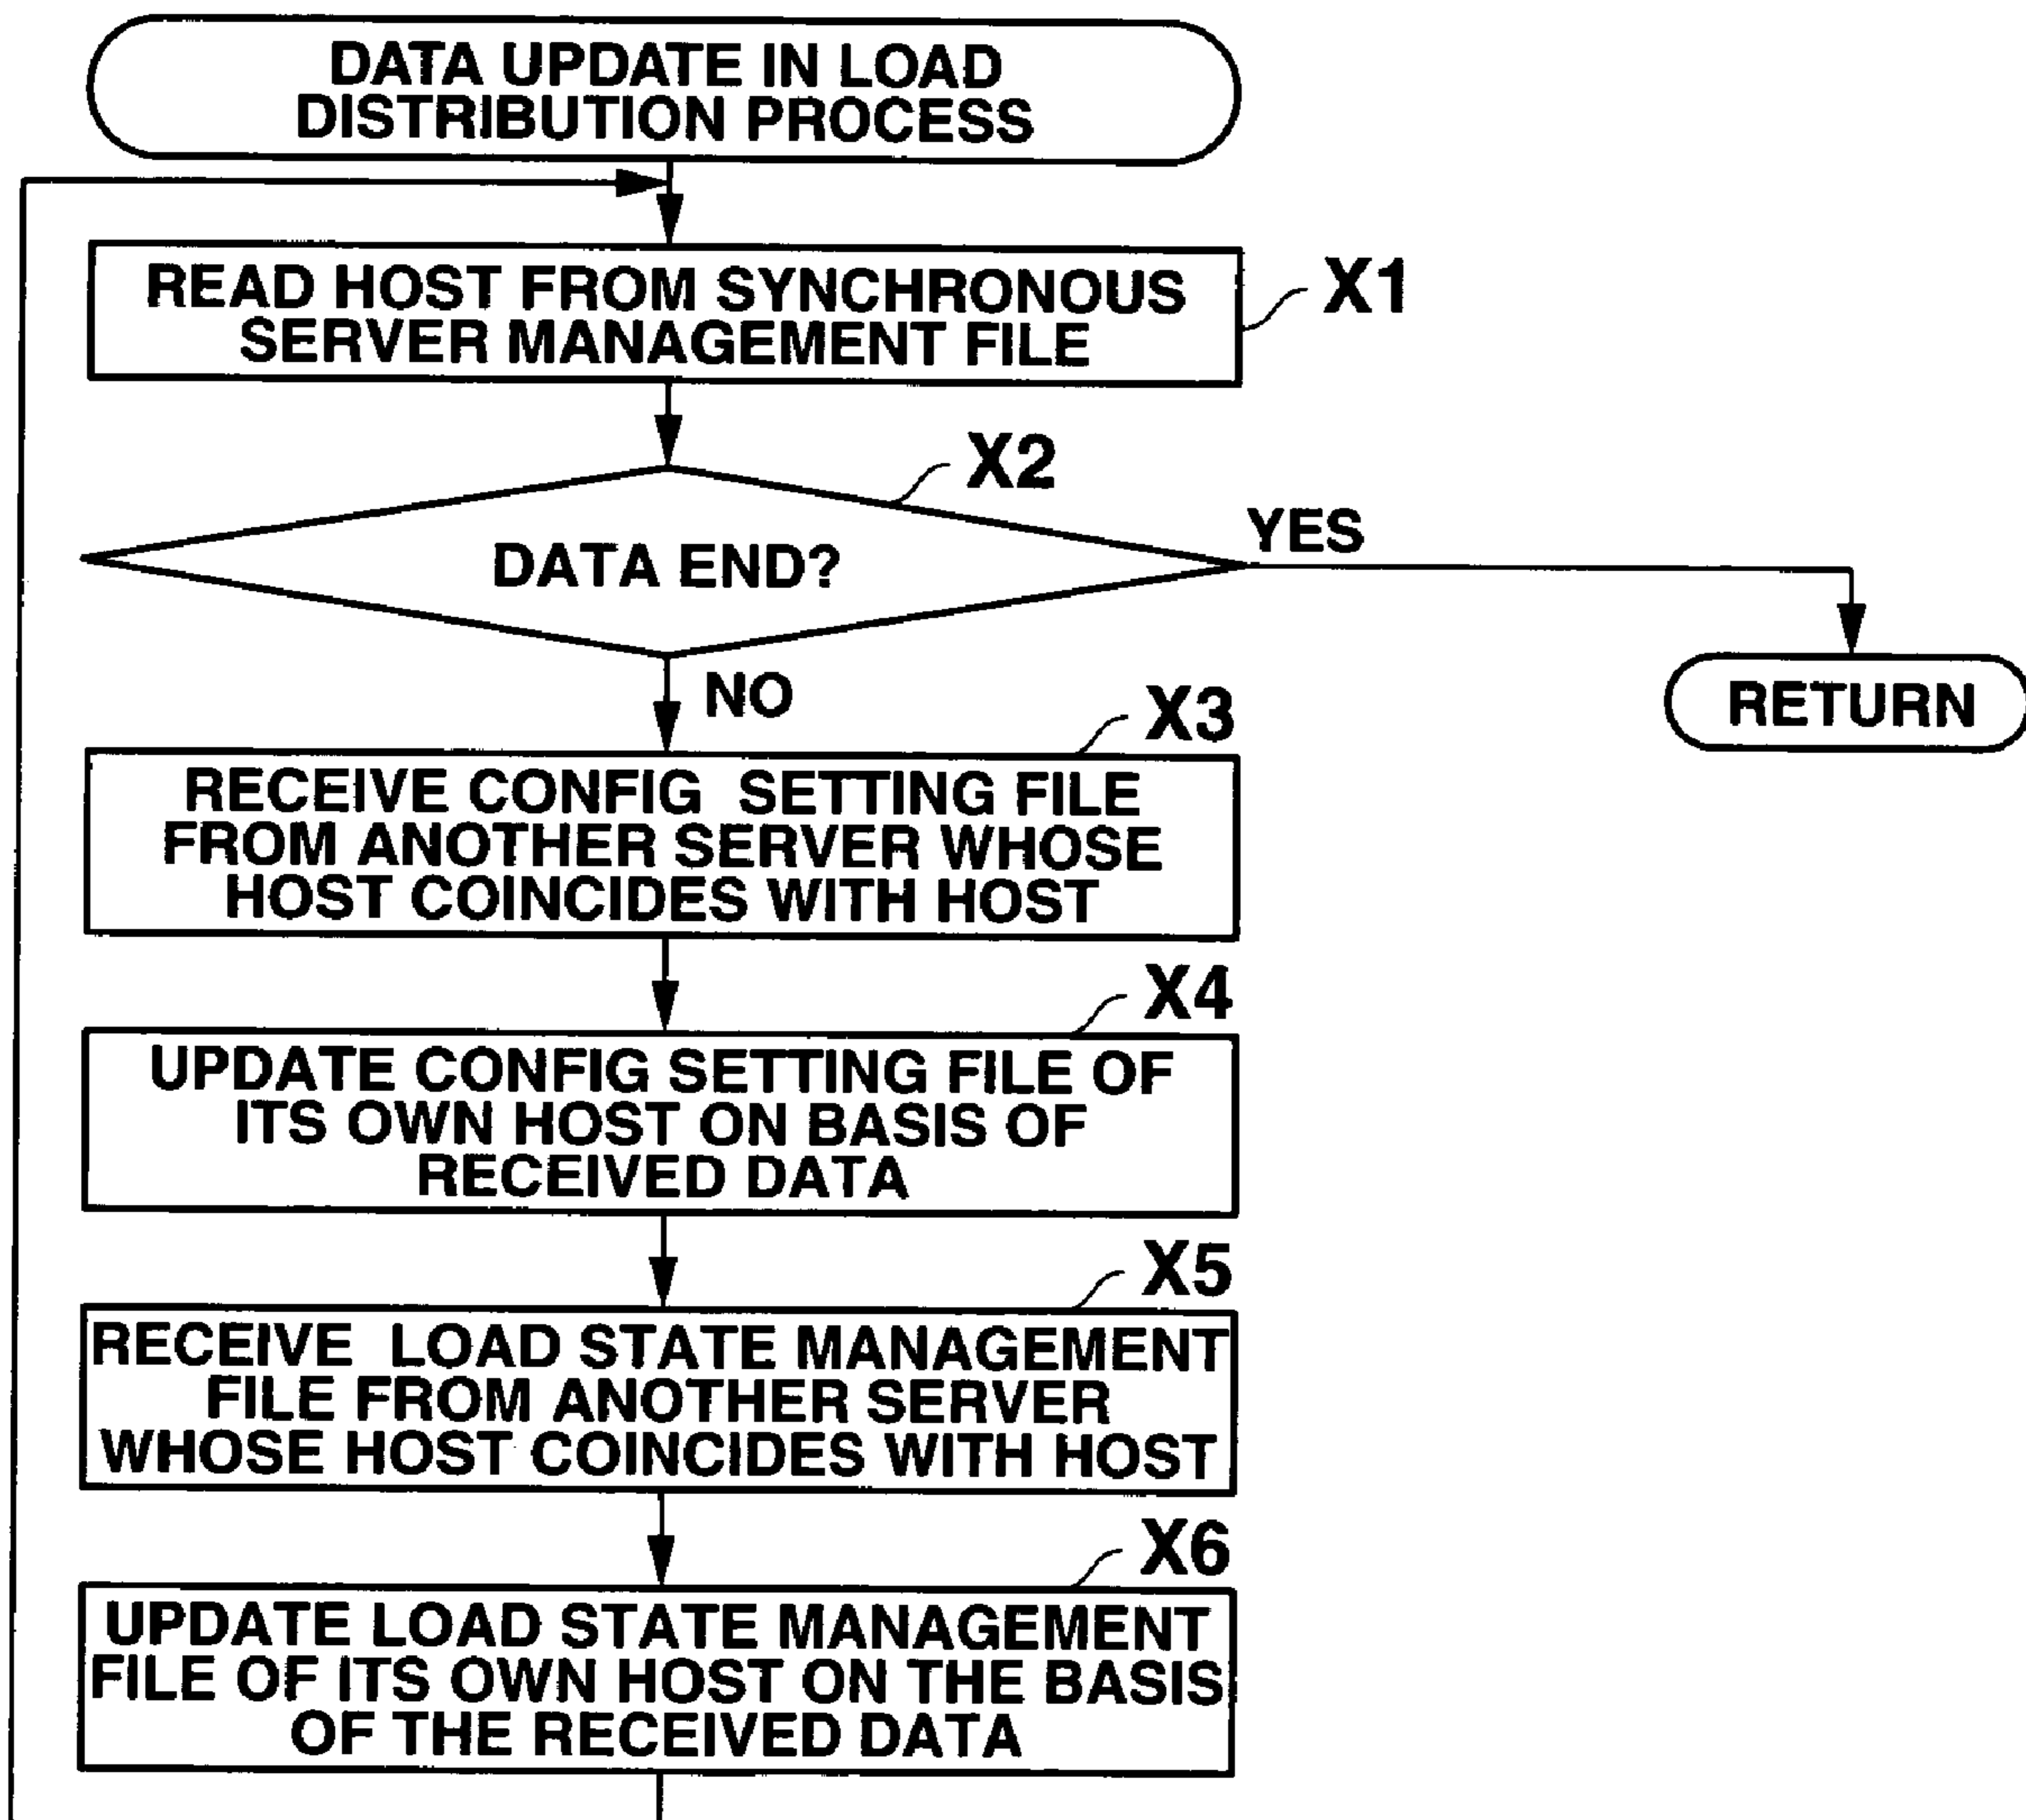 DATA UPDATE IN LOAD
DISTRIBUTION PROCESS
READ HOST FROM SYNCHRONOUS
SERVER MANAGEMENT FILE
X1
X2
DATA END?
YES
RETURN
NO
X3
RECEIVE CONFIG SETTING FILE
FROM ANOTHER SERVER WHOSE
HOST COINCIDES WITH HOST
X4
UPDATE CONFIG SETTING FILE OF
ITS OWN HOST ON BASIS OF
RECEIVED DATA
X5
RECEIVE LOAD STATE MANAGEMENT
FILE FROM ANOTHER SERVER
WHOSE HOST COINCIDES WITH HOST
X6
UPDATE LOAD STATE MANAGEMENT
FILE OF ITS OWN HOST ON THE BASIS
OF THE RECEIVED DATA